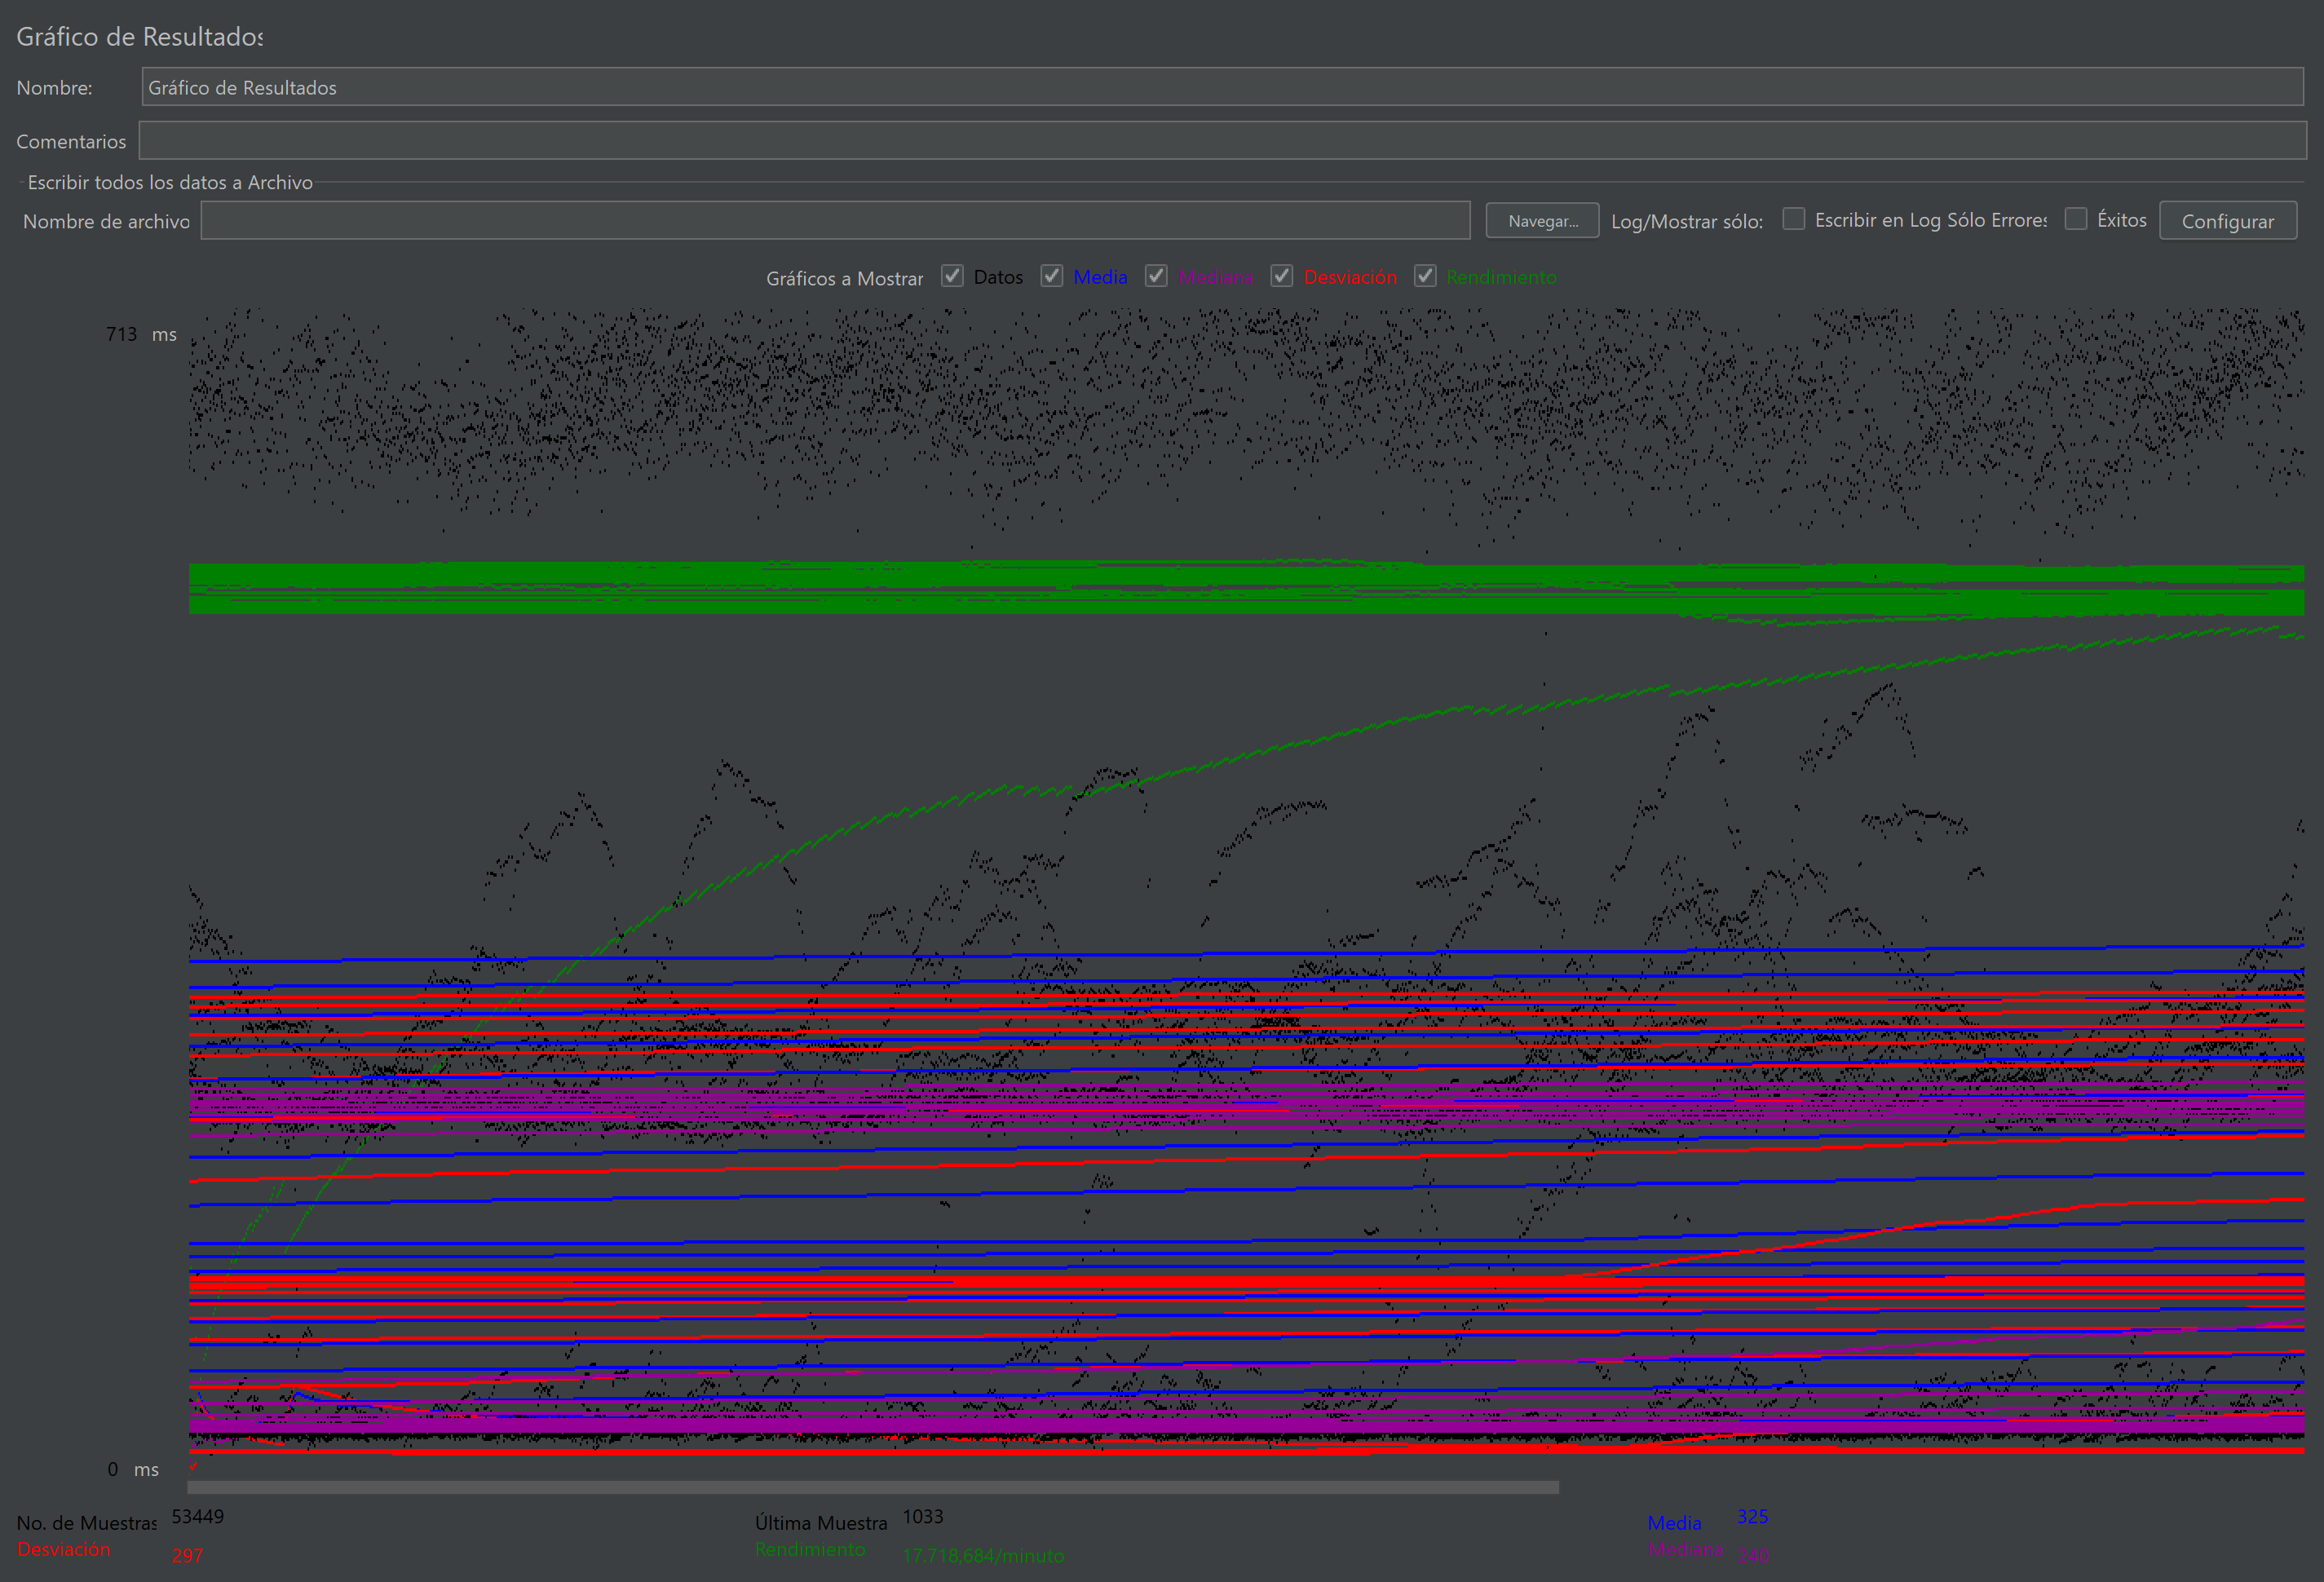 Gráfico de Resultados
Nombre: Gráfico de Resultados
Comentarios
Escribir todos los datos a Archivo
Nombre de archivo Navegar... Log/Mostrar sólo: Escribir en Log Sólo Errores Éxitos Configurar
Gráficos a Mostrar Datos Media Mediana Desviación Rendimiento
713 ms
0 ms
No. de Muestras 53449 Última Muestra 1033 Media 325
Desviación 297 Rendimiento 17.718,684/minuto Mediana 240